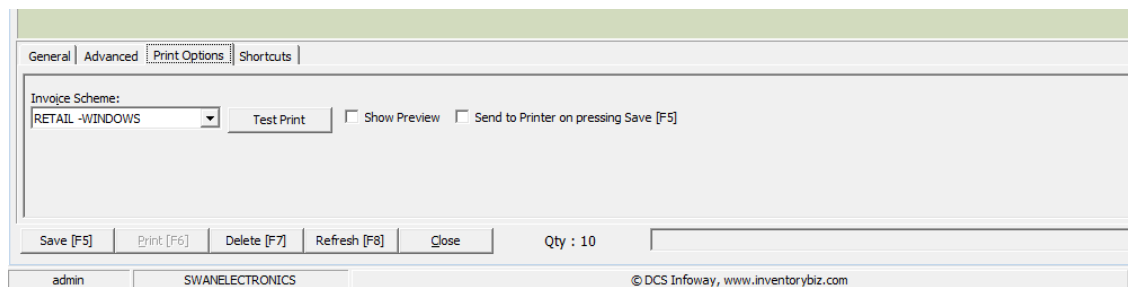 General Advanced Print Options Shortcuts
Invoice Scheme:
RETAIL -WINDOWS Test Print Show Preview Send to Printer on pressing Save [F5]
Save [F5] Print [F6] Delete [F7] Refresh [F8] Close Qty : 10
admin SWANELECTRONICS © DCS Infoway, www.inventorybiz.com